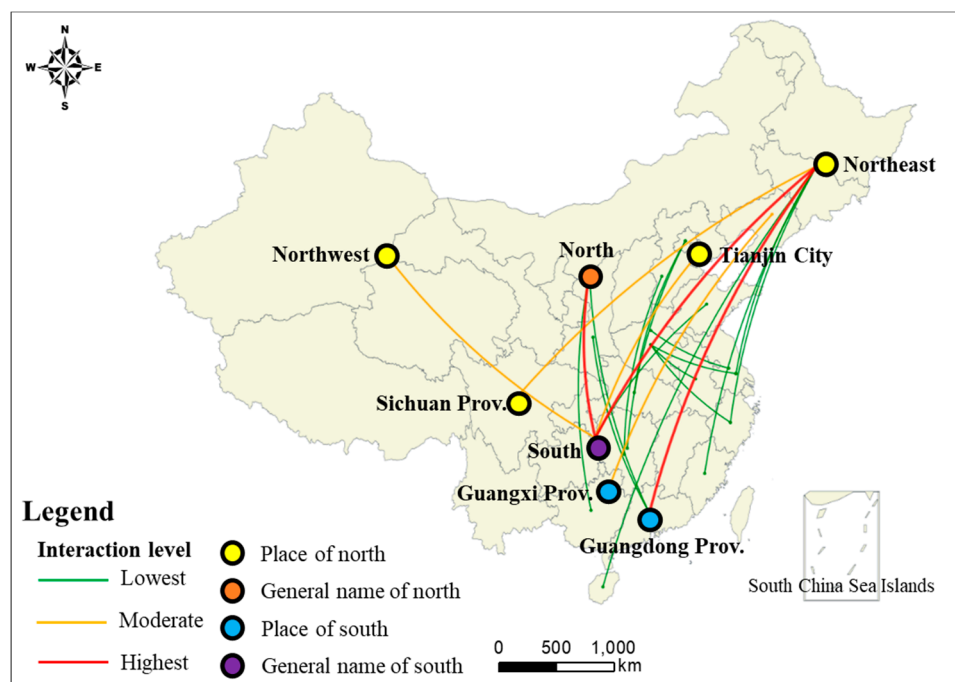 N
W E
S
Northeast
Northwest
North
Tianjin City
Sichuan Prov.
South
Guangxi Prov.
Guangdong Prov.
South China Sea Islands
Legend
Interaction level
Lowest
Moderate
Highest
Place of north
General name of north
Place of south
General name of south
0 500 1,000
km